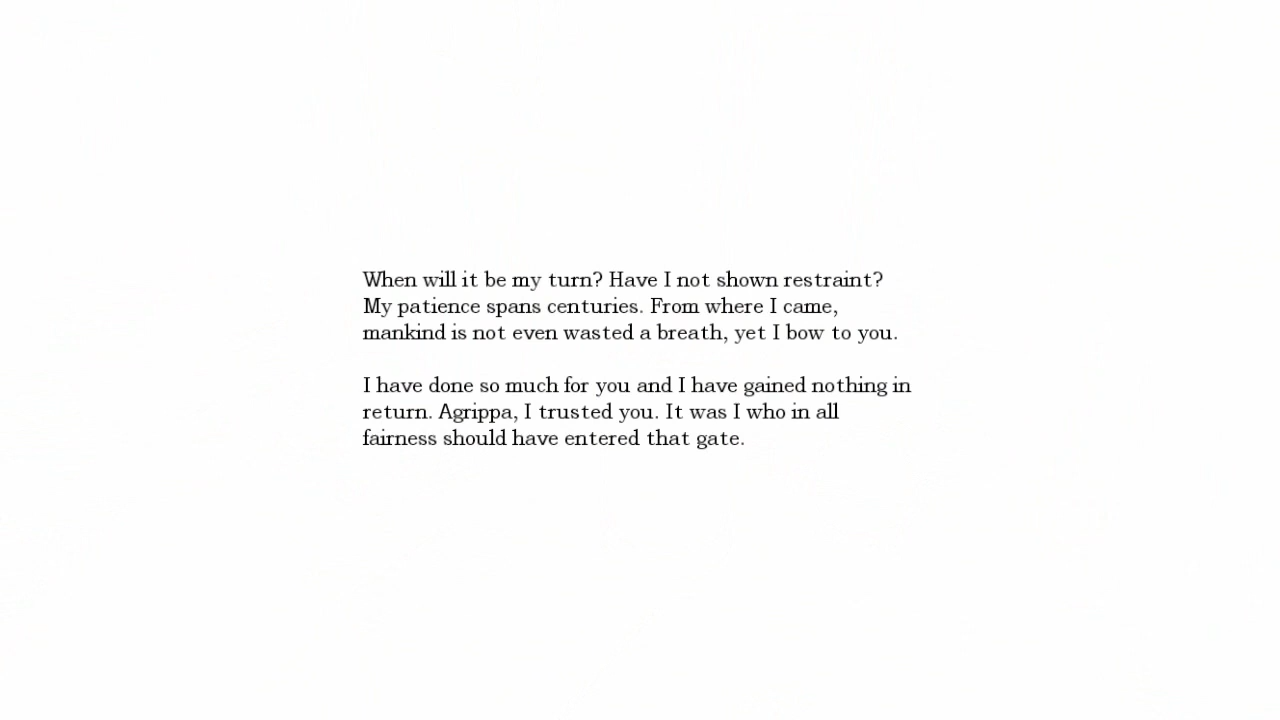 When will it be my turn? Have I not shown restraint?
My patience spans centuries. From where I came,
mankind is not even wasted a breath, yet I bow to you.
I have done so much for you and I have gained nothing in
return. Agrippa, I trusted you. It was I who in all
fairness should have entered that gate.